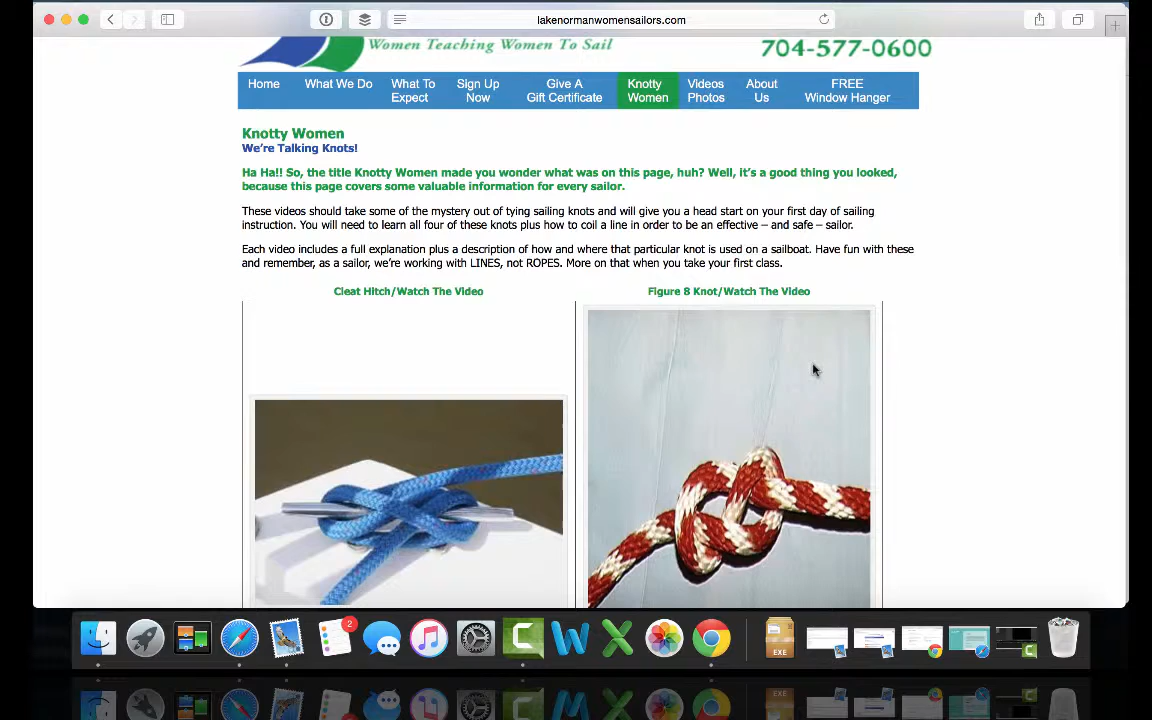 lakenormanwomensailors.com
Women Teaching Women To Sail
704-577-0600
Home
What We Do
What To
Expect
Sign Up
Now
Give A
Gift Certificate
Knotty
Women
Videos
Photos
About
Us
FREE
Window Hanger
Knotty Women
We're Talking Knots!
Ha Ha!! So, the title Knotty Women made you wonder what was on this page, huh? Well, it's a good thing you looked,
because this page covers some valuable information for every sailor.
These videos should take some of the mystery out of tying sailing knots and will give you a head start on your first day of sailing
instruction. You will need to learn all four of these knots plus how to coil a line in order to be an effective – and safe – sailor.
Each video includes a full explanation plus a description of how and where that particular knot is used on a sailboat. Have fun with these
and remember, as a sailor, we're working with LINES, not ROPES. More on that when you take your first class.
Cleat Hitch/Watch The Video
Figure 8 Knot/Watch The Video
2
EXE
EXE